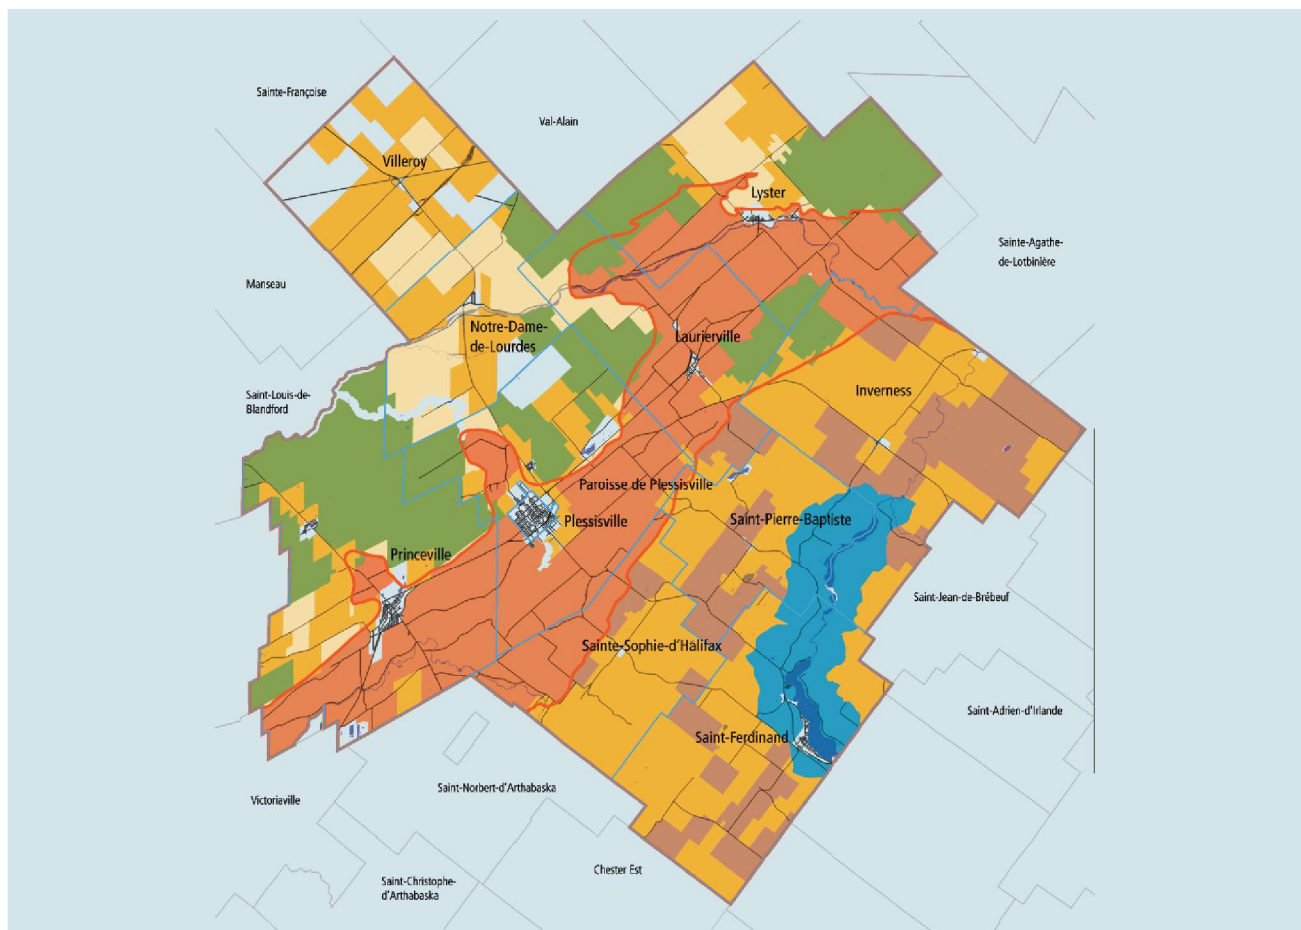 Sainte-Françoise
Val-Alain
Villeroy
Lyster
Sainte-Agathe-
de-Lotbinière
Manseau
Notre-Dame-
de-Lourdes
Laurierville
Saint-Louis-de-
Blandford
Inverness
Paroisse de Plessisville
Plessisville
Saint-Pierre-Baptiste
Princeville
Saint-Jean-de-Brébeuf
Sainte-Sophie-d'Halifax
Saint-Adrien-d'Irlande
Saint-Ferdinand
Saint-Norbert-d'Arthabaska
Victoriaville
Chester Est
Saint-Christophe-
d'Arthabaska